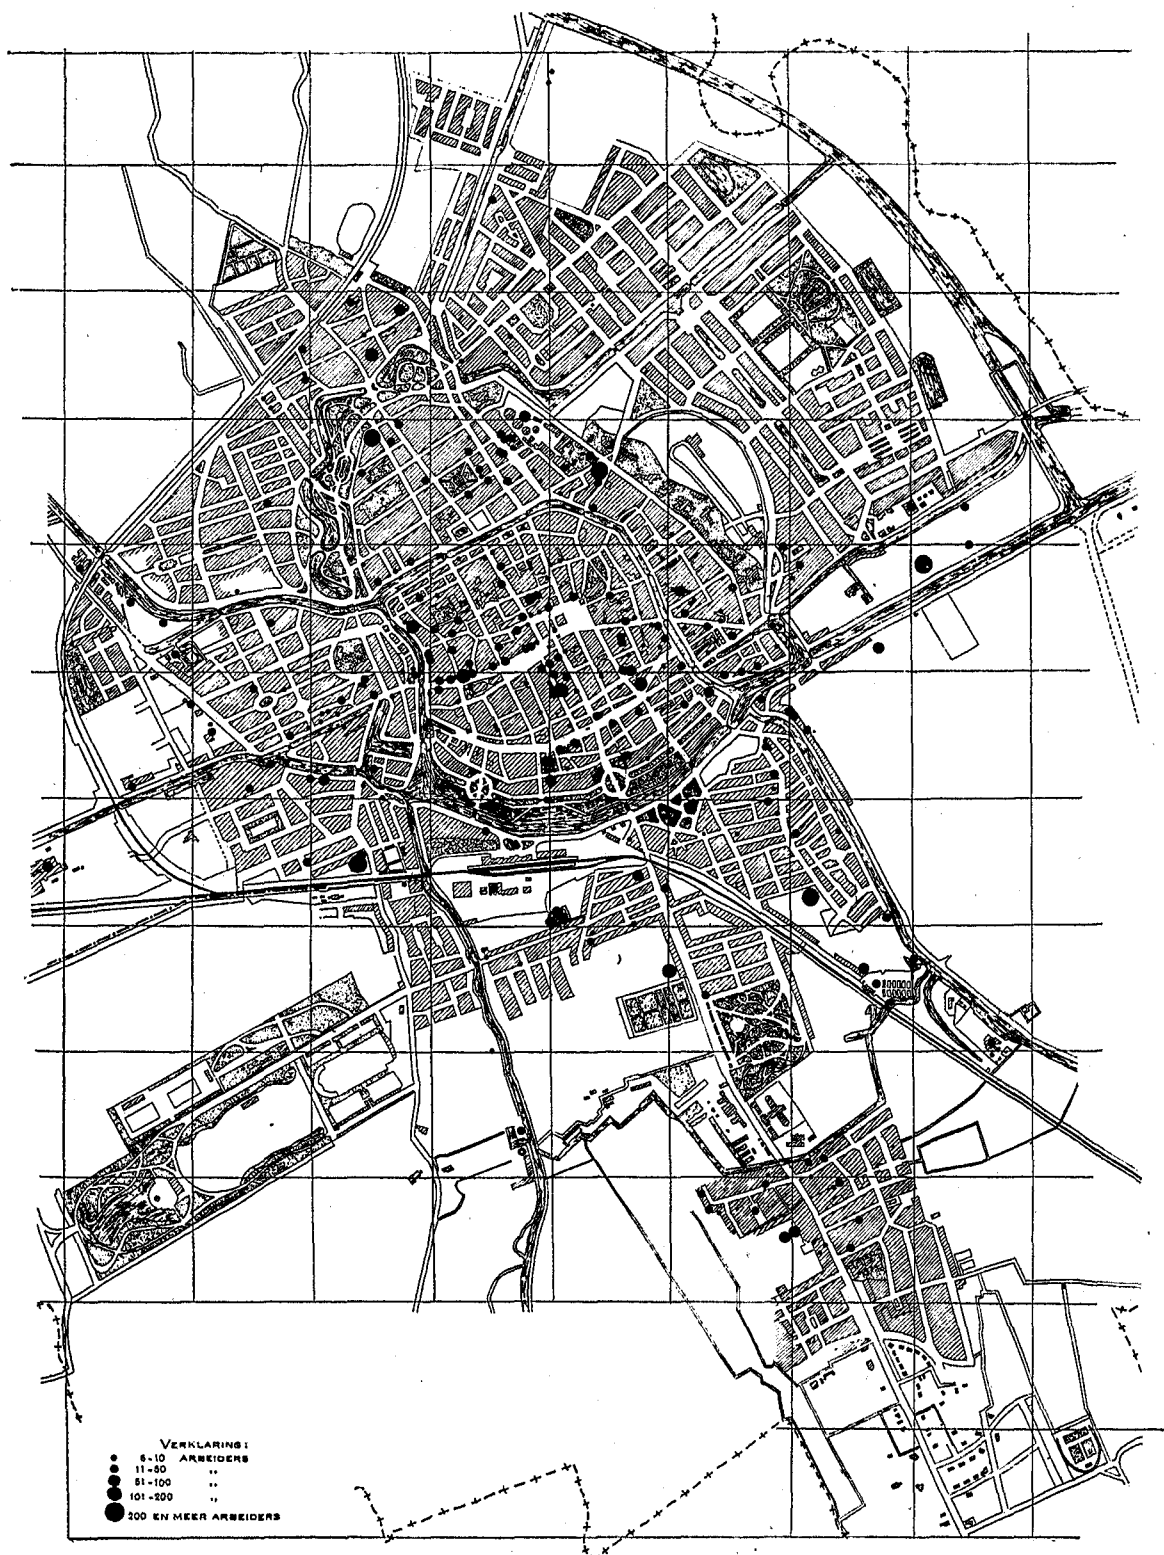 VERKLARING:
6-10 ARBEIDERS
11-50 "
51-100 "
101-200 "
200 EN MEER ARBEIDERS